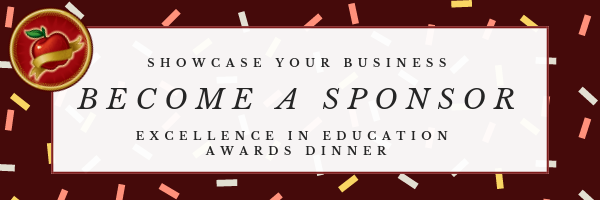 SHOWCASE YOUR BUSINESS
BECOME A SPONSOR
EXCELLENCE IN EDUCATION
AWARDS DINNER